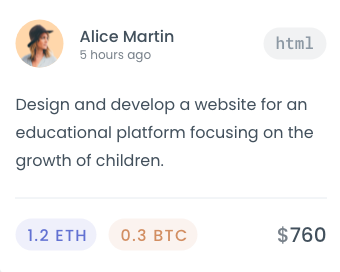 Alice Martin
html
5 hours ago
Design and develop a website for an
educational platform focusing on the
growth of children.
1.2 ETH 0.3 BTC $760